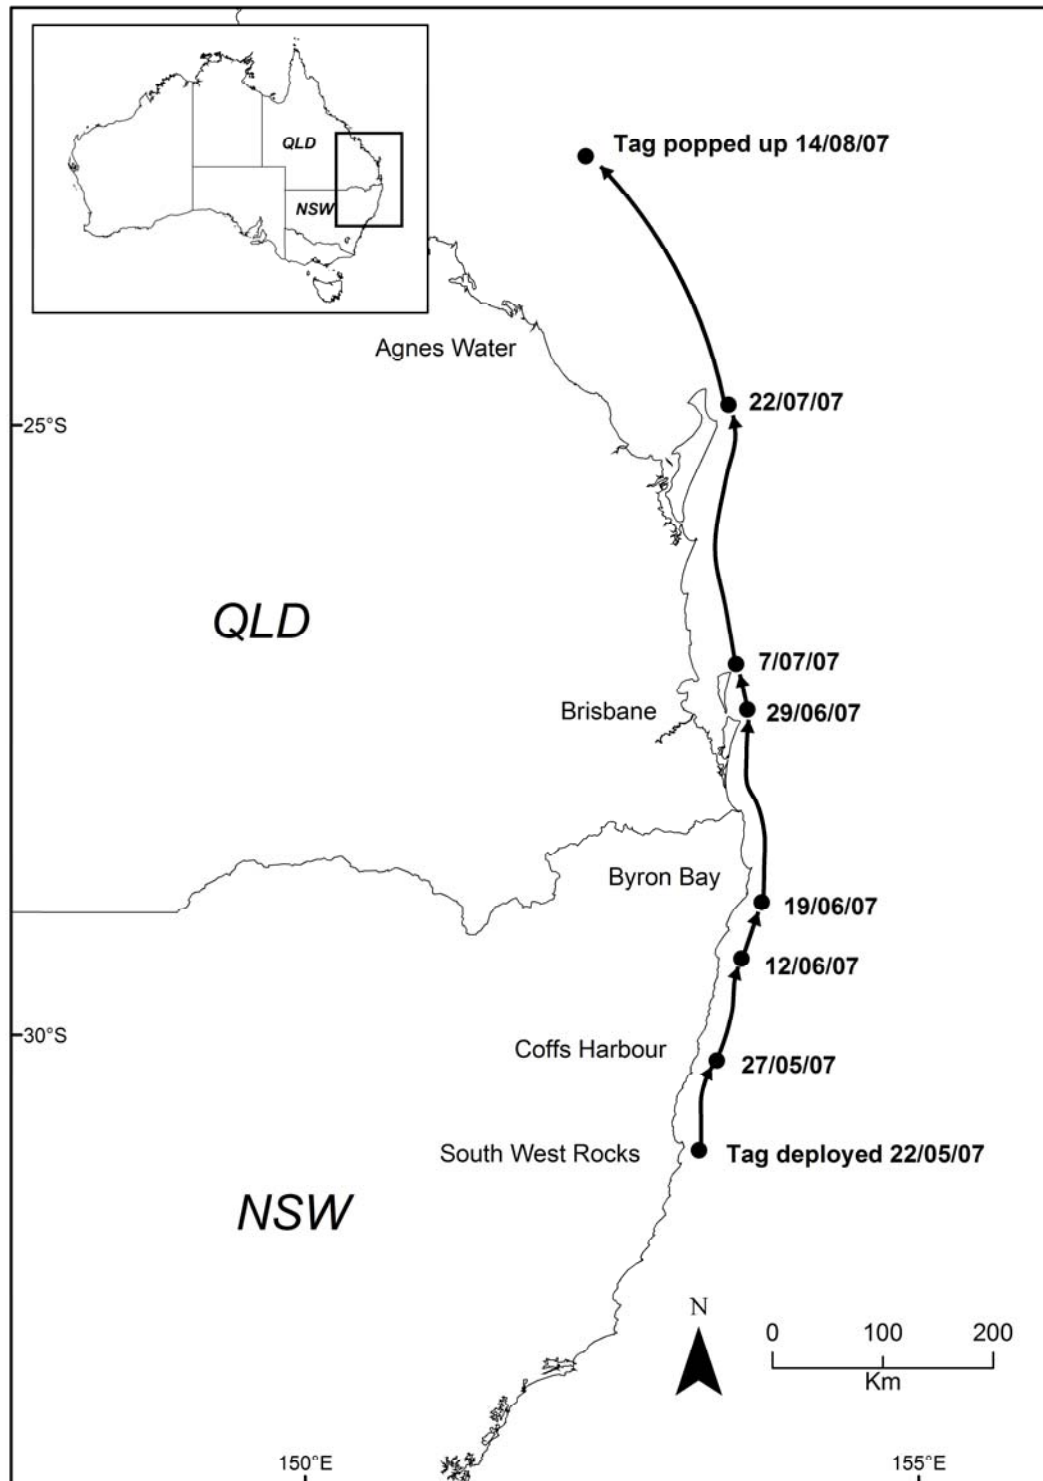 QLD
NSW
Tag popped up 14/08/07
Agnes Water
22/07/07
25°S
QLD
7/07/07
Brisbane
29/06/07
Byron Bay
19/06/07
12/06/07
30°S
Coffs Harbour
27/05/07
South West Rocks
Tag deployed 22/05/07
NSW
N
0 100 200
Km
150°E
155°E